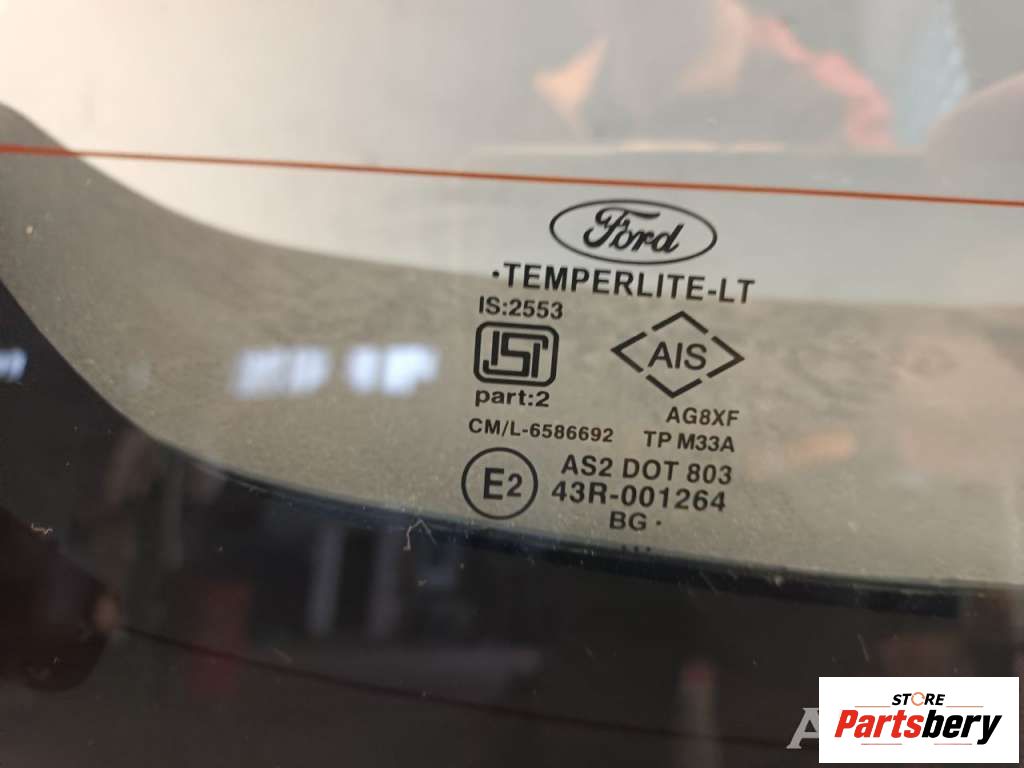 Ford
·TEMPERLITE-LT
IS:2553
ISI
AIS
part:2
AG8XF
CM/L-6586692 TP M33A
E2
AS2 DOT 803
43R-001264
BG ·
STORE
Partsbery